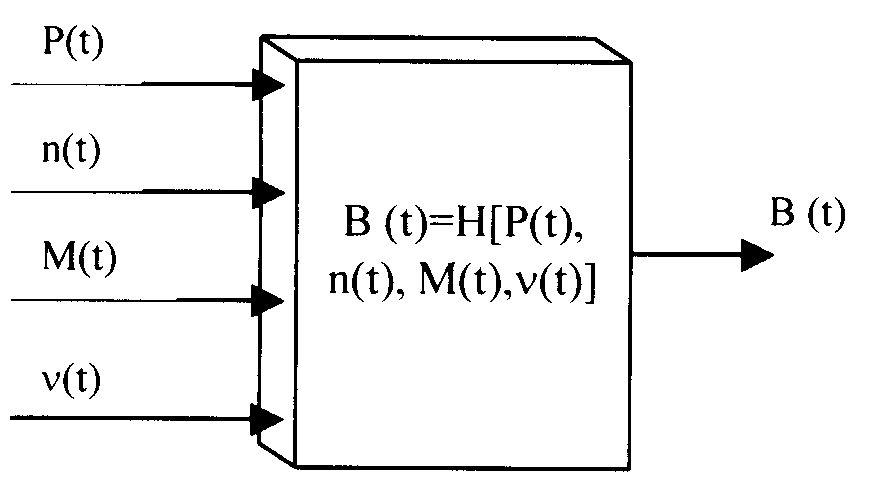 P(t)
n(t)
M(t)
ν(t)
B (t)=H[P(t),
n(t), M(t),ν(t)]
B (t)